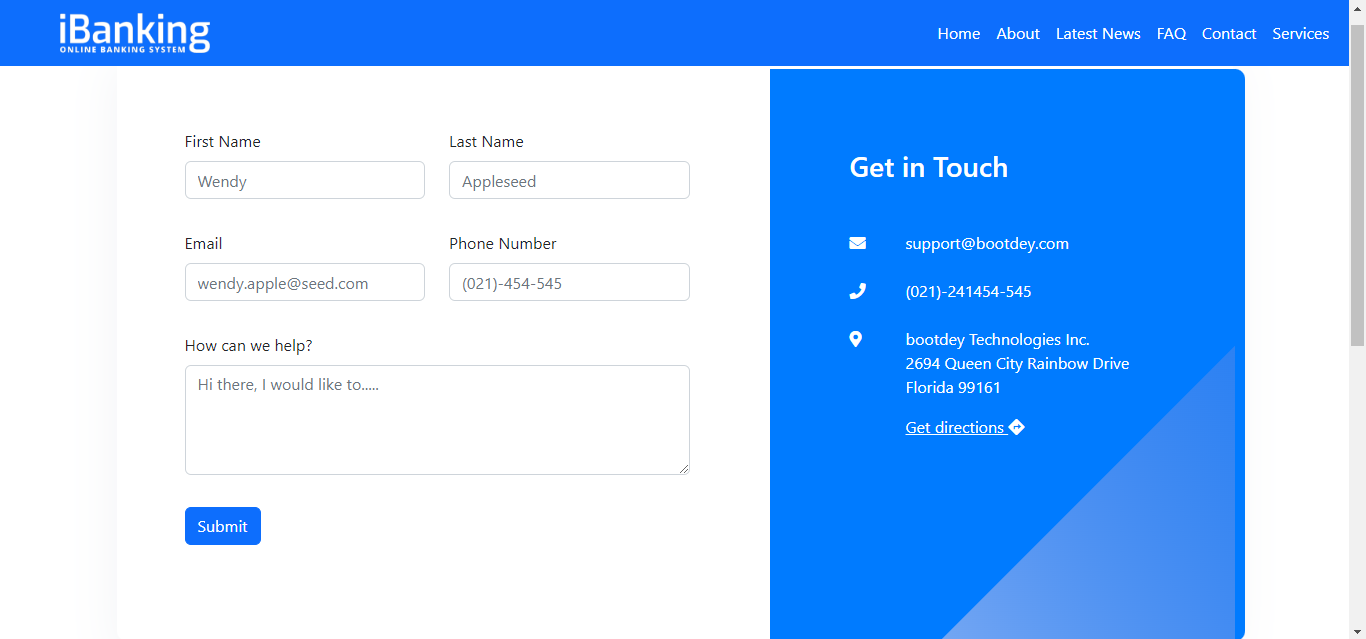 iBanking
ONLINE BANKING SYSTEM
Home About Latest News FAQ Contact Services
First Name Last Name
Wendy Appleseed
Email Phone Number
wendy.apple@seed.com (021)-454-545
How can we help?
Hi there, I would like to.....
Submit
Get in Touch
support@bootdey.com
(021)-241454-545
bootdey Technologies Inc.
2694 Queen City Rainbow Drive
Florida 99161
Get directions